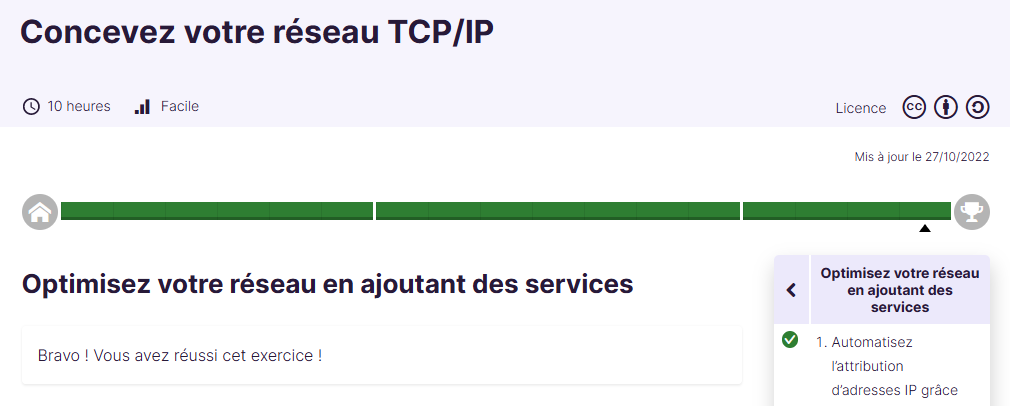 Concevez votre réseau TCP/IP
10 heures Facile
Licence CC
Mis à jour le 27/10/2022
Optimisez votre réseau en ajoutant des services
Bravo ! Vous avez réussi cet exercice !
Optimisez votre réseau
en ajoutant des
services
1. Automatisez
l'attribution
d'adresses IP grâce